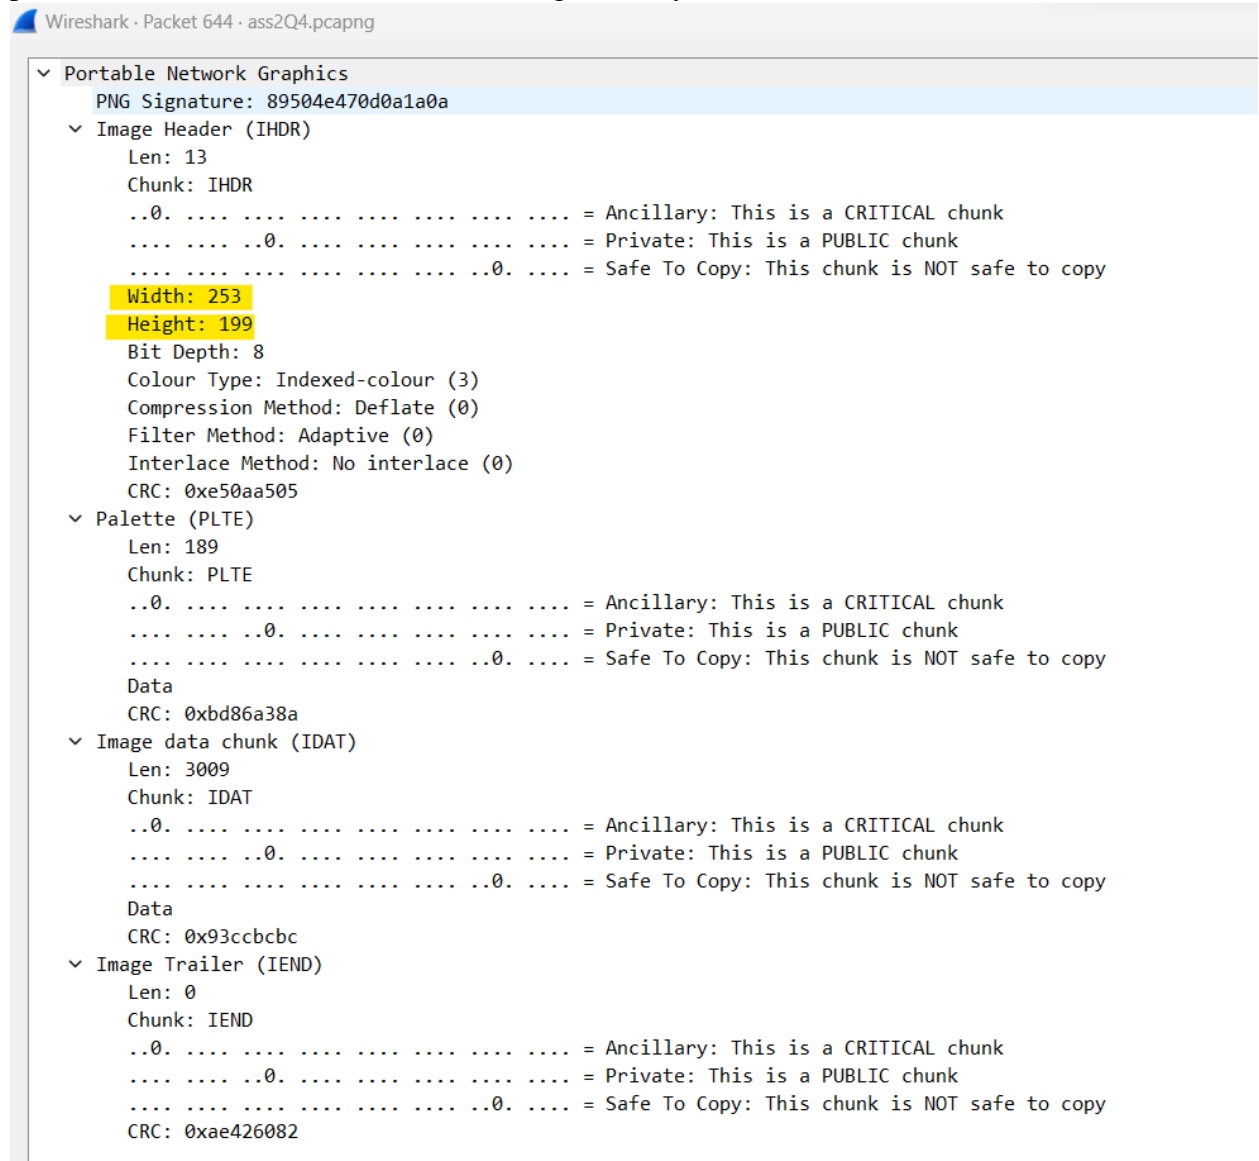 Wireshark · Packet 644 · ass2Q4.pcapng
Portable Network Graphics
PNG Signature: 89504e470d0a1a0a
Image Header (IHDR)
Len: 13
Chunk: IHDR
..0. .... .... .... .... .... .... .... = Ancillary: This is a CRITICAL chunk
.... .... ..0. .... .... .... .... .... = Private: This is a PUBLIC chunk
.... .... .... .... .... .... ..0. .... = Safe To Copy: This chunk is NOT safe to copy
Width: 253
Height: 199
Bit Depth: 8
Colour Type: Indexed-colour (3)
Compression Method: Deflate (0)
Filter Method: Adaptive (0)
Interlace Method: No interlace (0)
CRC: 0xe50aa505
Palette (PLTE)
Len: 189
Chunk: PLTE
..0. .... .... .... .... .... .... .... = Ancillary: This is a CRITICAL chunk
.... .... ..0. .... .... .... .... .... = Private: This is a PUBLIC chunk
.... .... .... .... .... .... ..0. .... = Safe To Copy: This chunk is NOT safe to copy
Data
CRC: 0xbd86a38a
Image data chunk (IDAT)
Len: 3009
Chunk: IDAT
..0. .... .... .... .... .... .... .... = Ancillary: This is a CRITICAL chunk
.... .... ..0. .... .... .... .... .... = Private: This is a PUBLIC chunk
.... .... .... .... .... .... ..0. .... = Safe To Copy: This chunk is NOT safe to copy
Data
CRC: 0x93ccbcbc
Image Trailer (IEND)
Len: 0
Chunk: IEND
..0. .... .... .... .... .... .... .... = Ancillary: This is a CRITICAL chunk
.... .... ..0. .... .... .... .... .... = Private: This is a PUBLIC chunk
.... .... .... .... .... .... ..0. .... = Safe To Copy: This chunk is NOT safe to copy
CRC: 0xae426082